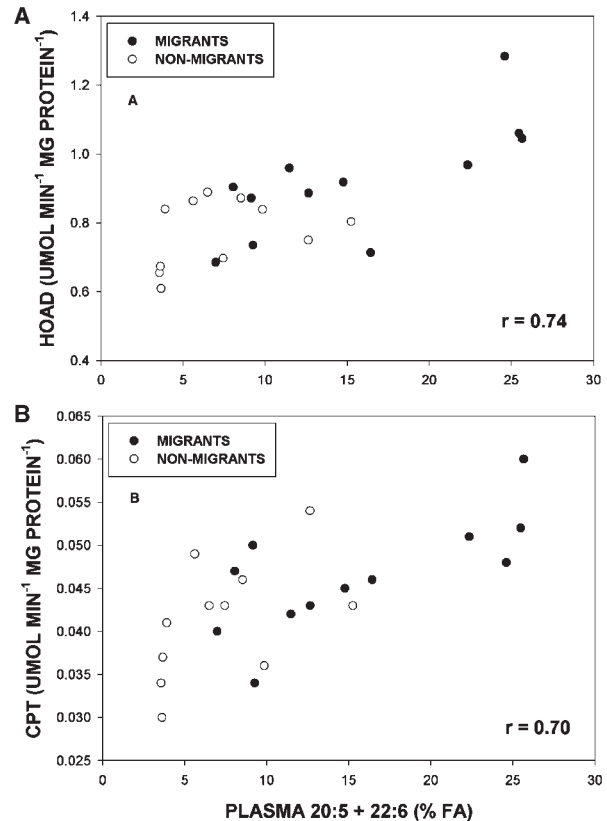 A
MIGRANTS
NON-MIGRANTS
A
HOAD (UMOL MIN⁻¹ MG PROTEIN⁻¹)
1.4
1.2
1.0
0.8
0.6
0.4
r = 0.74
0 5 10 15 20 25 30
B
MIGRANTS
NON-MIGRANTS
B
CPT (UMOL MIN⁻¹ MG PROTEIN⁻¹)
0.065
0.060
0.055
0.050
0.045
0.040
0.035
0.030
0.025
r = 0.70
0 5 10 15 20 25 30
PLASMA 20:5 + 22:6 (% FA)